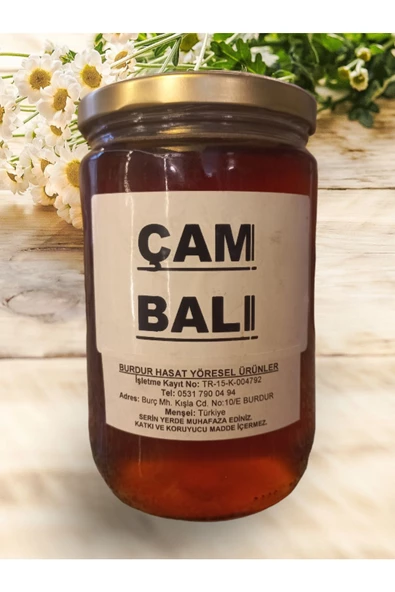 ÇAM
BALI
BURDUR HASAT YÖRESEL ÜRÜNLER
İşletme Kayıt No: TR-15-K-004792
Tel: 0531 790 04 94
Adres: Burç Mh. Kışla Cd. No:10/E BURDUR
Menşei: Türkiye
SERİN YERDE MUHAFAZA EDİNİZ.
KATKI VE KORUYUCU MADDE İÇERMEZ.